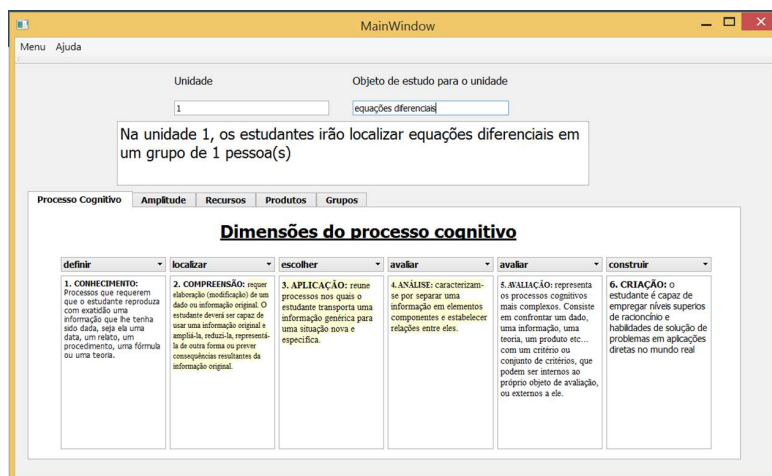 MainWindow
Menu Ajuda
Unidade
Objeto de estudo para o unidade
1
equações diferenciais
Na unidade 1, os estudantes irão localizar equações diferenciais em
um grupo de 1 pessoa(s)
Processo Cognitivo
Amplitude
Recursos
Produtos
Grupos
Dimensões do processo cognitivo
definir
localizar
escolher
avaliar
avaliar
construir
1. CONHECIMENTO:
Processos que requerem
que o estudante reproduza
com exatidão uma
informação que lhe tenha
sido dada, seja ela uma
data, um relato, um
procedimento, uma fórmula
ou uma teoria.
2. COMPREENSÃO: requer
elaboração (modificação) de um
dado ou informação original. O
estudante deverá ser capaz de
usar uma informação original e
ampliá-la, reduzi-la, representá-
la de outra forma ou prever
consequências resultantes da
informação original.
3. APLICAÇÃO: reune
processos nos quais o
estudante transporta uma
informação genérica para
uma situação nova e
específica.
4. ANÁLISE: caracterizam-
se por separar uma
informação em elementos
componentes e estabelecer
relações entre eles.
5. AVALIAÇÃO: representa
os processos cognitivos
mais complexos. Consiste
em confrontar um dado,
uma informação, uma
teoria, um produto etc...
com um critério ou
conjunto de critérios, que
podem ser internos ao
próprio objeto de avaliação,
ou externos a ele.
6. CRIAÇÃO: o
estudante é capaz de
empregar níveis superios
de racioncínio e
habilidades de solução de
problemas em aplicações
diretas no mundo real